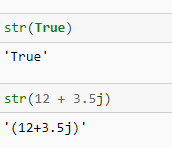 str(True)
'True'
str(12 + 3.5j)
'(12+3.5j)'